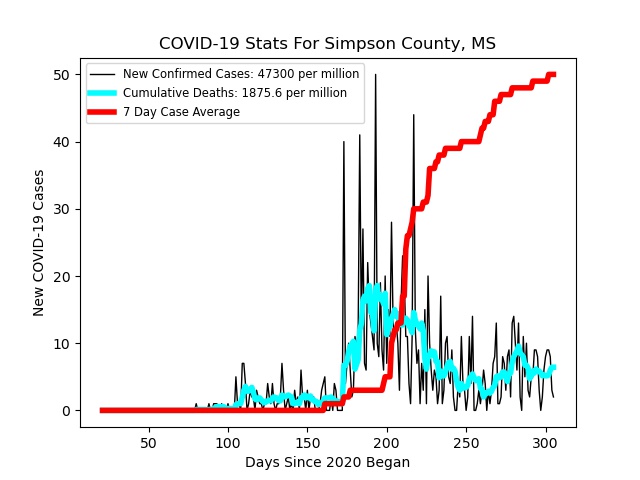 COVID-19 Stats For Simpson County, MS
New Confirmed Cases: 47300 per million
Cumulative Deaths: 1875.6 per million
7 Day Case Average
New COVID-19 Cases
50
40
30
20
10
0
50 100 150 200 250 300
Days Since 2020 Began